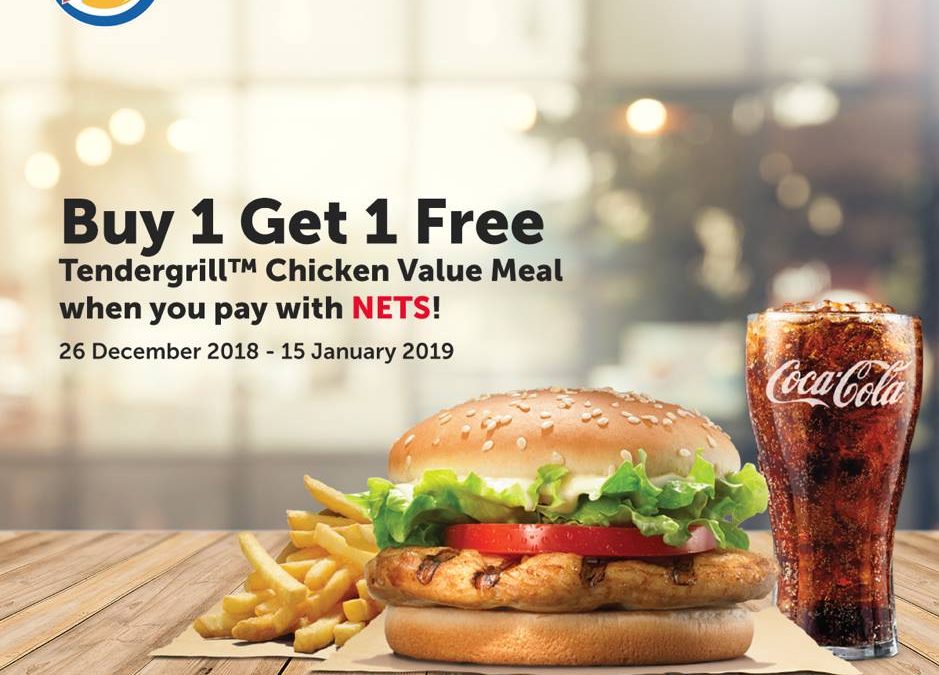 Buy 1 Get 1 Free
Tendergrill™ Chicken Value Meal
when you pay with NETS!
26 December 2018 - 15 January 2019
Coca-Cola